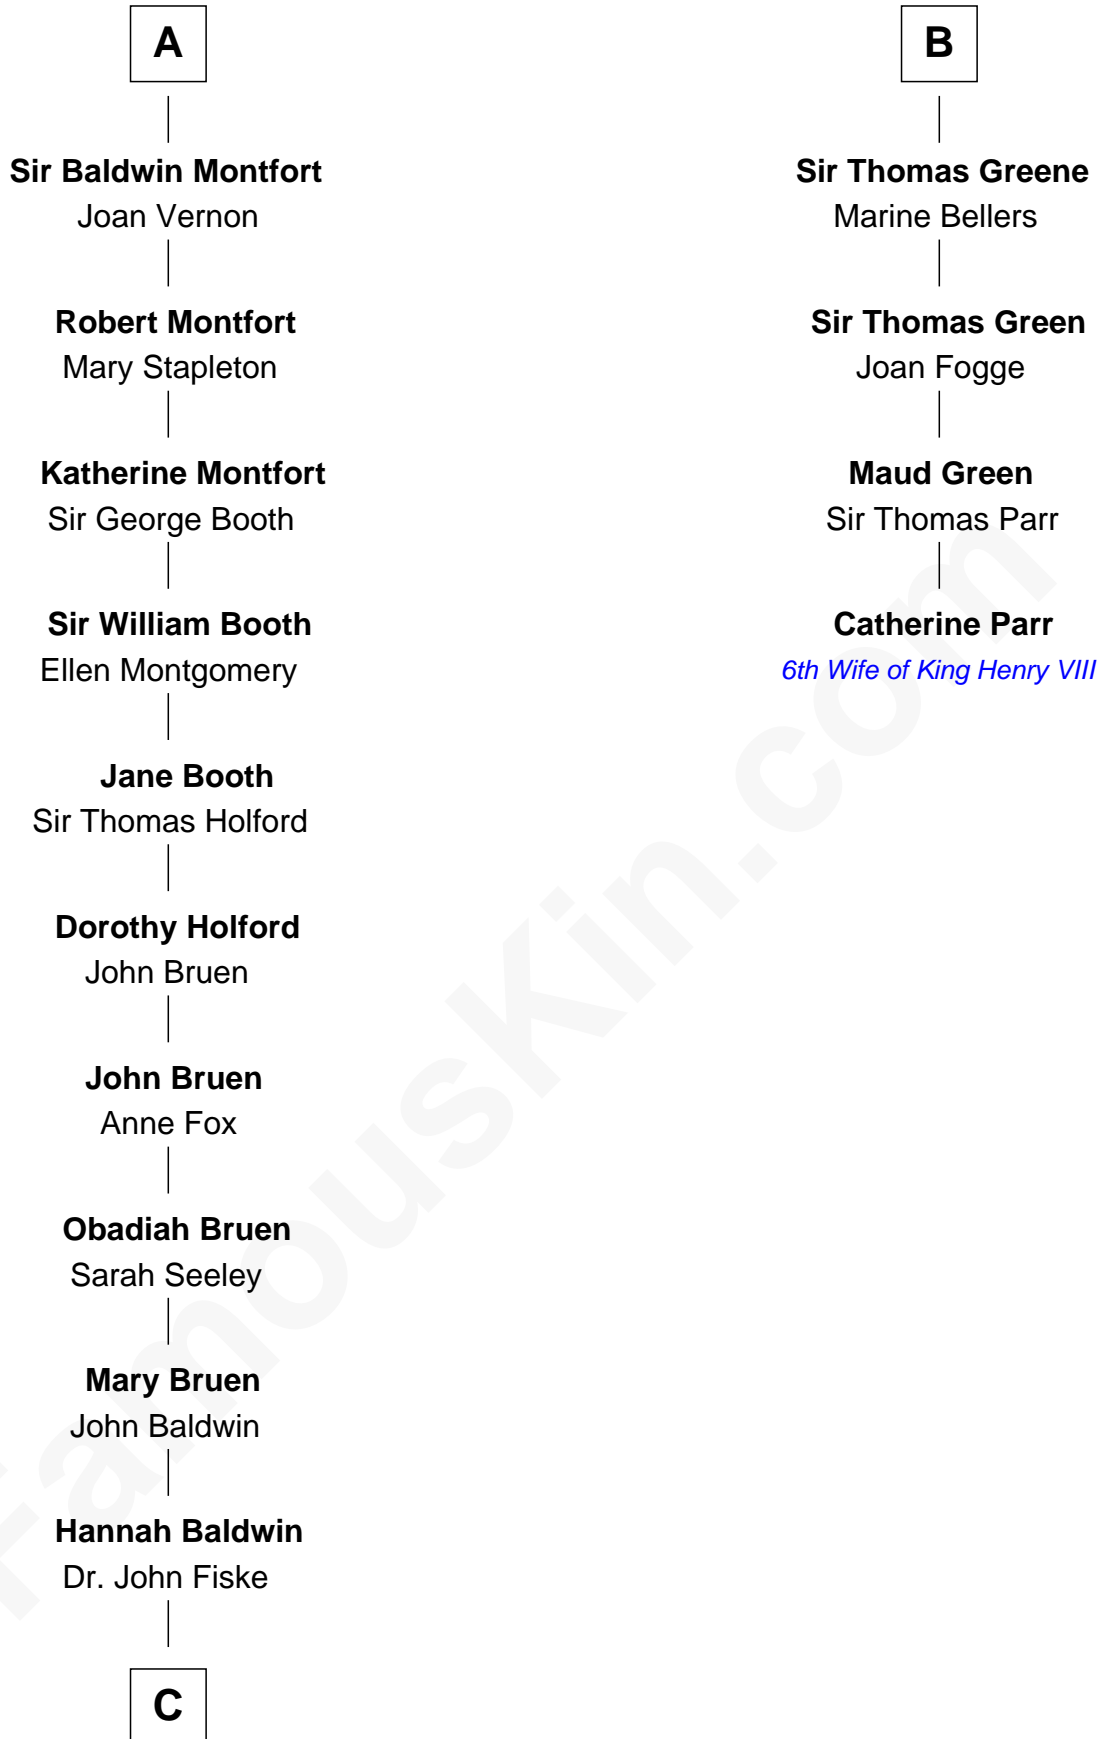 A
Sir Baldwin Montfort
Joan Vernon
Robert Montfort
Mary Stapleton
Katherine Montfort
Sir George Booth
Sir William Booth
Ellen Montgomery
Jane Booth
Sir Thomas Holford
Dorothy Holford
John Bruen
John Bruen
Anne Fox
Obadiah Bruen
Sarah Seeley
Mary Bruen
John Baldwin
Hannah Baldwin
Dr. John Fiske
C
B
Sir Thomas Greene
Marine Bellers
Sir Thomas Green
Joan Fogge
Maud Green
Sir Thomas Parr
Catherine Parr
6th Wife of King Henry VIII
FamousKin.com